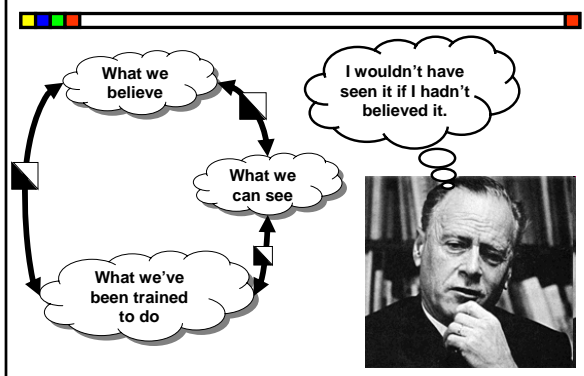 What we
believe
I wouldn't have
seen it if I hadn't
believed it.
What we
can see
What we've
been trained
to do